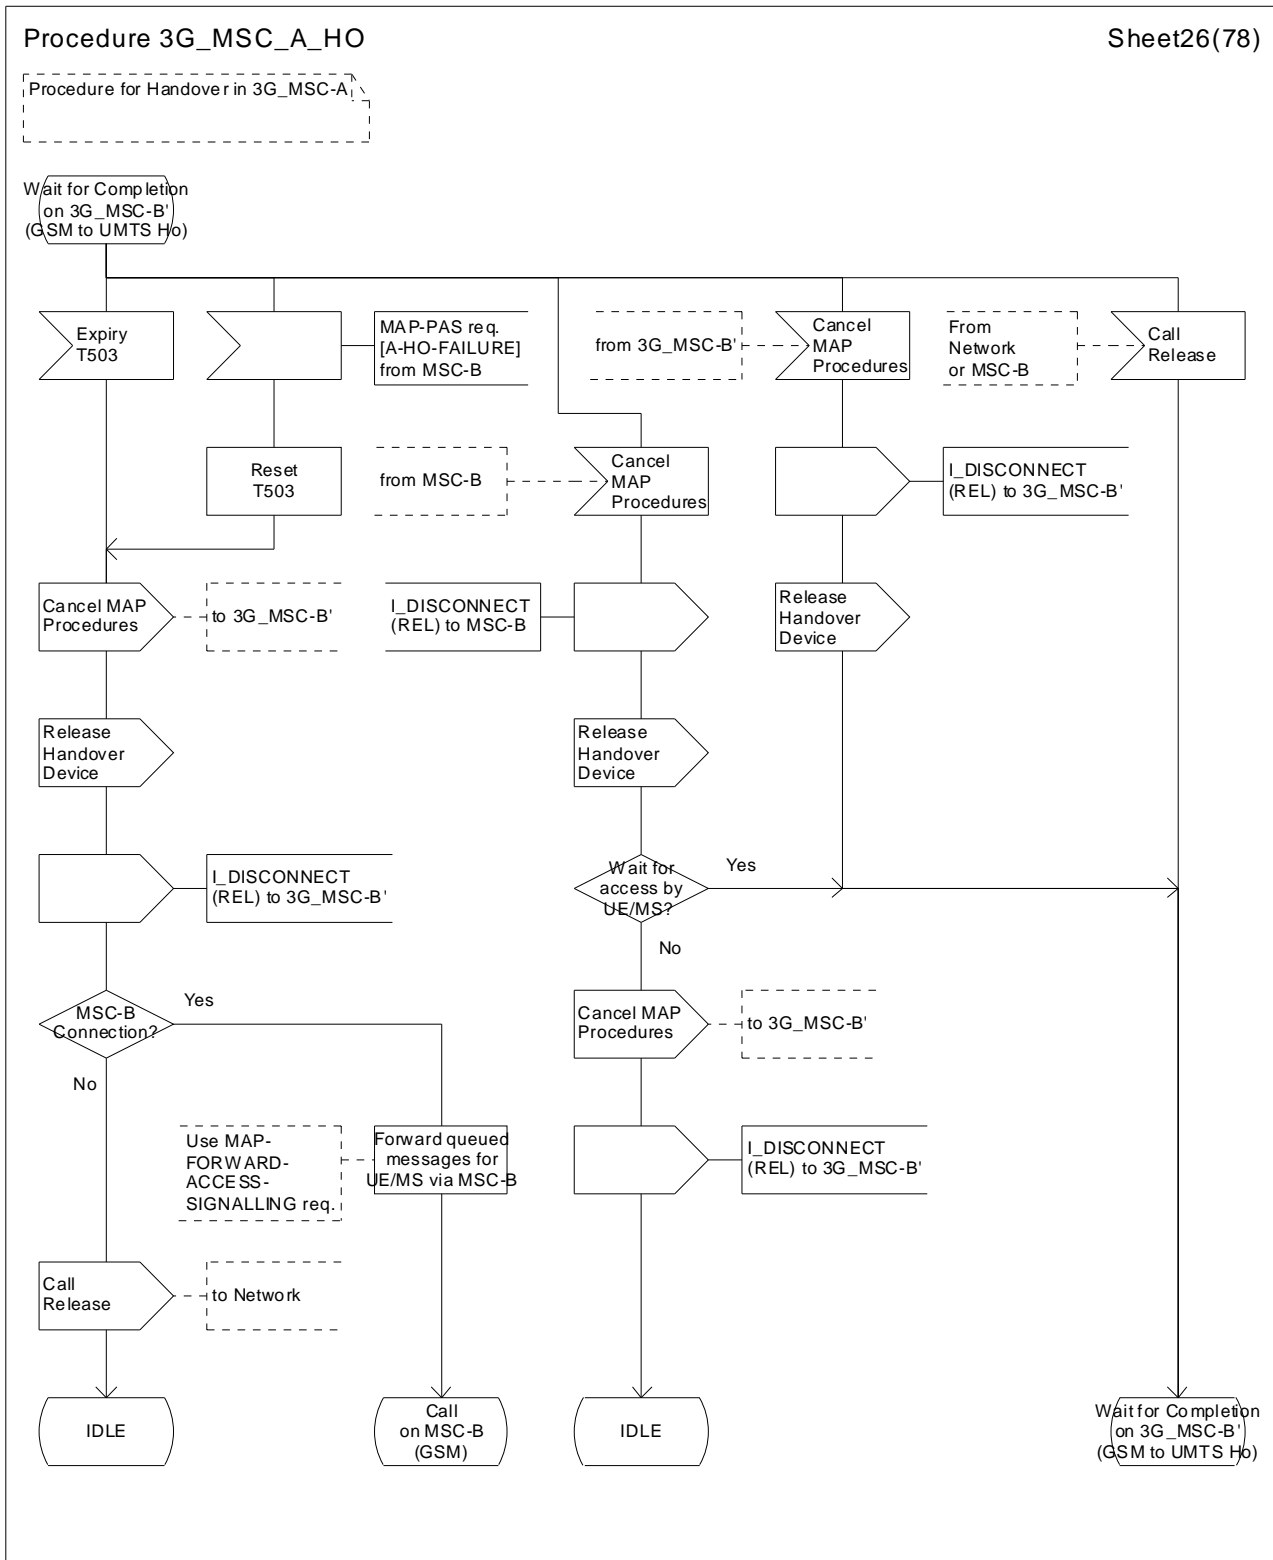 Procedure 3G_MSC_A_HO
Sheet26(78)
Procedure for Handover in 3G_MSC-A
Wait for Completion
on 3G_MSC-B'
(GSM to UMTS Ho)
Expiry
T503
MAP-PAS req.
[A-HO-FAILURE]
from MSC-B
from 3G_MSC-B'
Cancel
MAP
Procedures
From
Network
or MSC-B
Call
Release
Reset
T503
from MSC-B
Cancel
MAP
Procedures
I_DISCONNECT
(REL) to 3G_MSC-B'
Cancel MAP
Procedures
to 3G_MSC-B'
I_DISCONNECT
(REL) to MSC-B
Release
Handover
Device
Release
Handover
Device
Release
Handover
Device
I_DISCONNECT
(REL) to 3G_MSC-B'
Wait for
access by
UE/MS?
Yes
No
MSC-B
Connection?
Yes
No
Cancel MAP
Procedures
to 3G_MSC-B'
Use MAP-
FORWARD-
ACCESS-
SIGNALLING req.
Forward queued
messages for
UE/MS via MSC-B
I_DISCONNECT
(REL) to 3G_MSC-B'
Call
Release
to Network
IDLE
Call
on MSC-B
(GSM)
IDLE
Wait for Completion
on 3G_MSC-B'
(GSM to UMTS Ho)